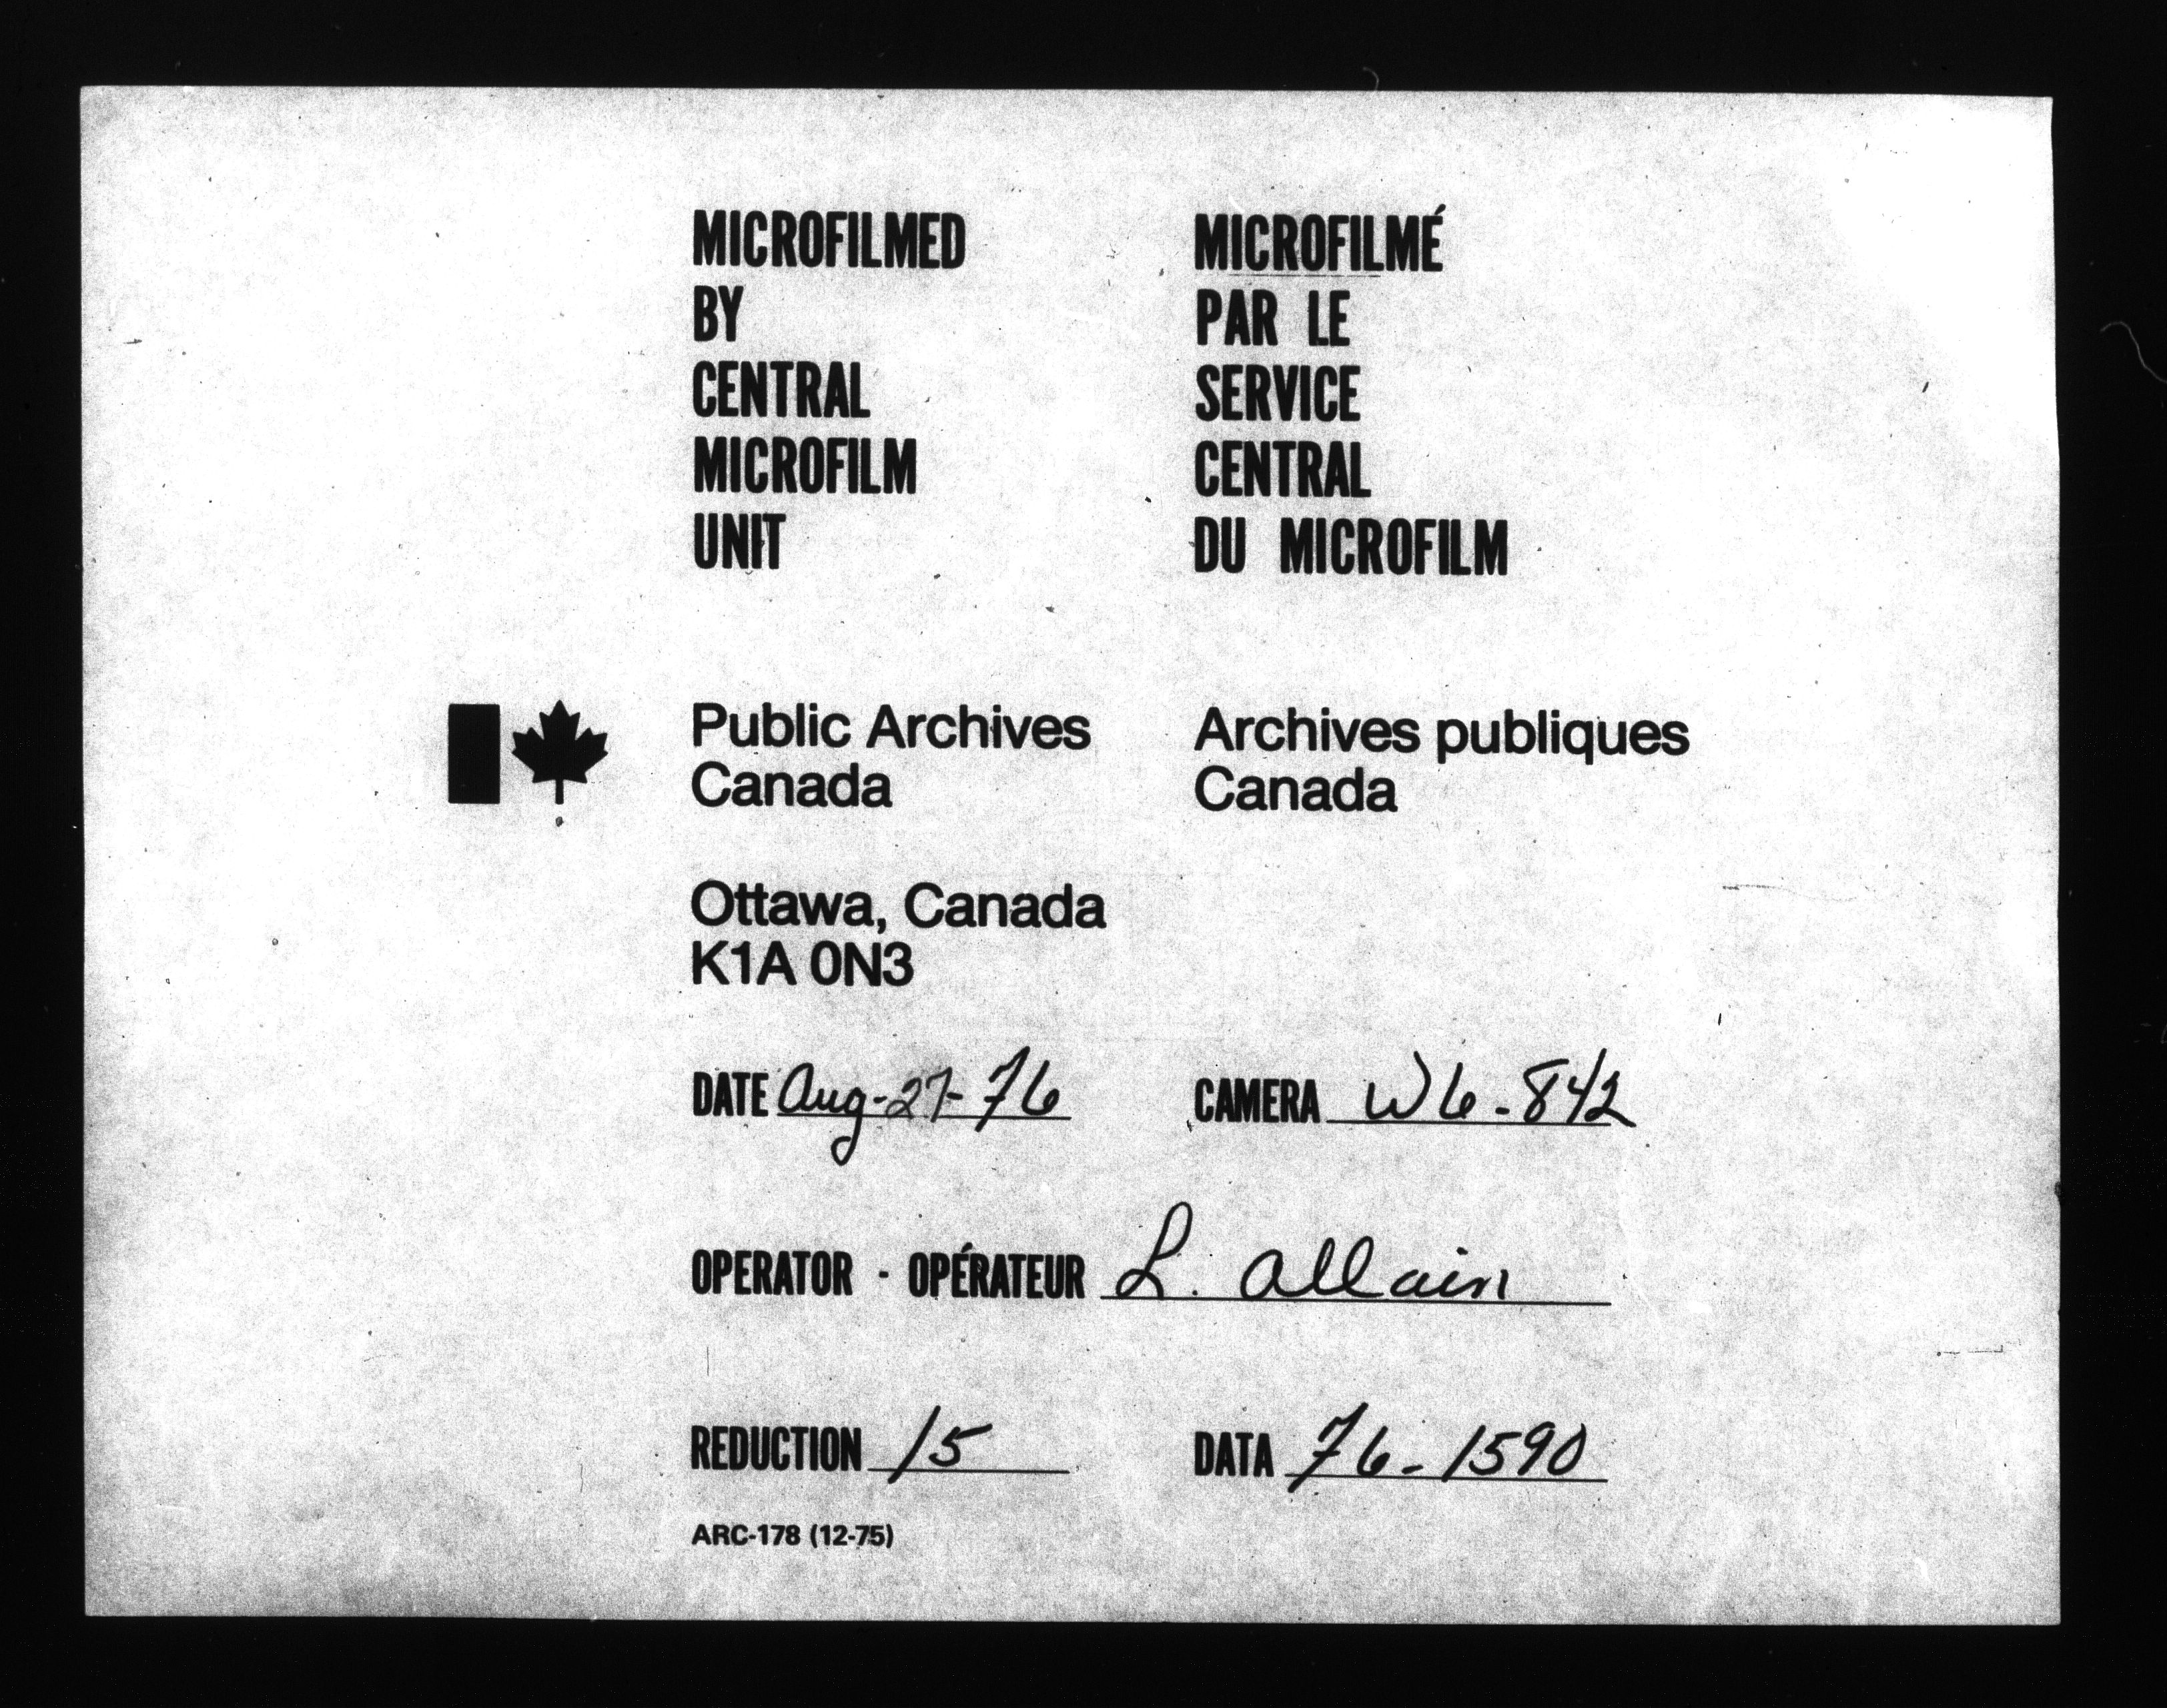 MICROFILMED
BY
CENTRAL
MICROFILM
UNIT
MICROFILMÉ
PAR LE
SERVICE
CENTRAL
DU MICROFILM
Public Archives
Canada
Archives publiques
Canada
Ottawa, Canada
K1A 0N3
DATE Aug-27-76
CAMERA W6-842
OPERATOR - OPÉRATEUR L. Allain
REDUCTION 15
DATA 76-1590
ARC-178 (12-75)